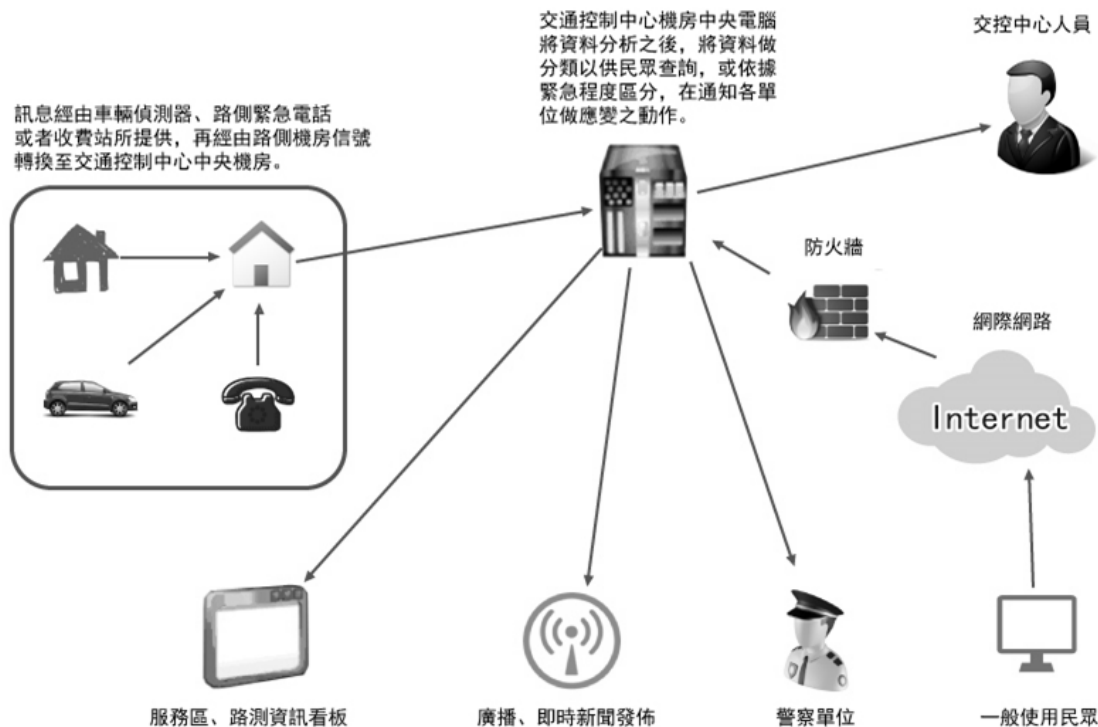 交通控制中心機房中央電腦
將資料分析之後，將資料做
分類以供民眾查詢，或依據
緊急程度區分，在通知各單
位做應變之動作。
交控中心人員
訊息經由車輛偵測器、路側緊急電話
或者收費站所提供，再經由路側機房信號
轉換至交通控制中心中央機房。
防火牆
網際網路
Internet
服務區、路測資訊看板
廣播、即時新聞發佈
警察單位
一般使用民眾